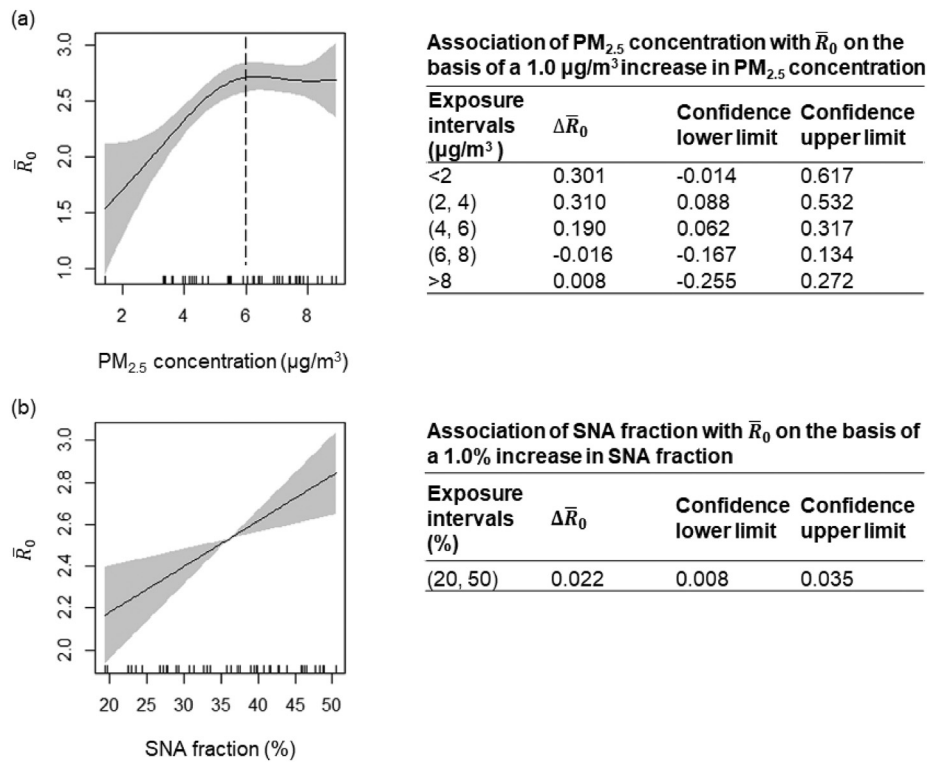 (a)
3.0
2.5
2.0
1.5
1.0
R̅₀
2 4 6 8
PM₂.₅ concentration (µg/m³)
Association of PM₂.₅ concentration with R̅₀ on the
basis of a 1.0 µg/m³ increase in PM₂.₅ concentration
Exposure
intervals
(µg/m³)
ΔR̅₀
Confidence
lower limit
Confidence
upper limit
<2 0.301 -0.014 0.617
(2, 4) 0.310 0.088 0.532
(4, 6) 0.190 0.062 0.317
(6, 8) -0.016 -0.167 0.134
>8 0.008 -0.255 0.272
(b)
3.0
2.8
2.6
2.4
2.2
2.0
R̅₀
20 25 30 35 40 45 50
SNA fraction (%)
Association of SNA fraction with R̅₀ on the basis of
a 1.0% increase in SNA fraction
Exposure
intervals
(%)
ΔR̅₀
Confidence
lower limit
Confidence
upper limit
(20, 50) 0.022 0.008 0.035